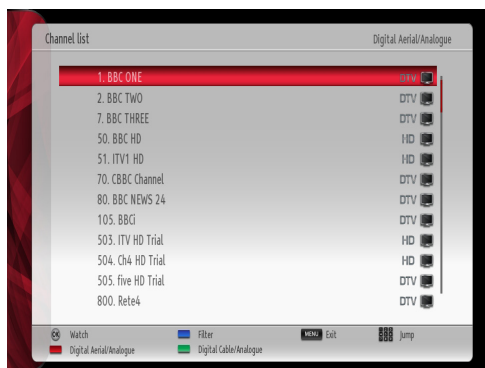 Channel list Digital Aerial/Analogue
1. BBC ONE DTV
2. BBC TWO DTV
7. BBC THREE DTV
50. BBC HD HD
51. ITV1 HD HD
70. CBBC Channel DTV
80. BBC NEWS 24 DTV
105. BBCi DTV
503. ITV HD Trial HD
504. Ch4 HD Trial HD
505. five HD Trial DTV
800. Rete4 DTV
OK Watch Filter MENU Exit Jump
Digital Aerial/Analogue Digital Cable/Analogue